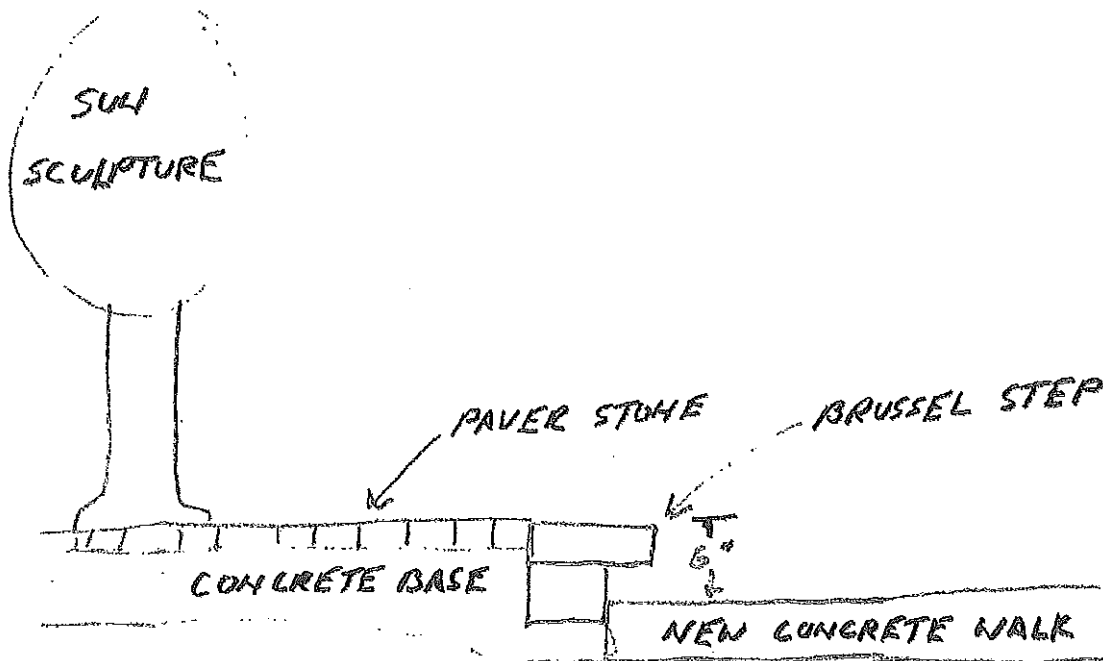 SUN
SCULPTURE
PAVER STONE
BRUSSEL STEP
6"
CONCRETE BASE
NEW CONCRETE WALK